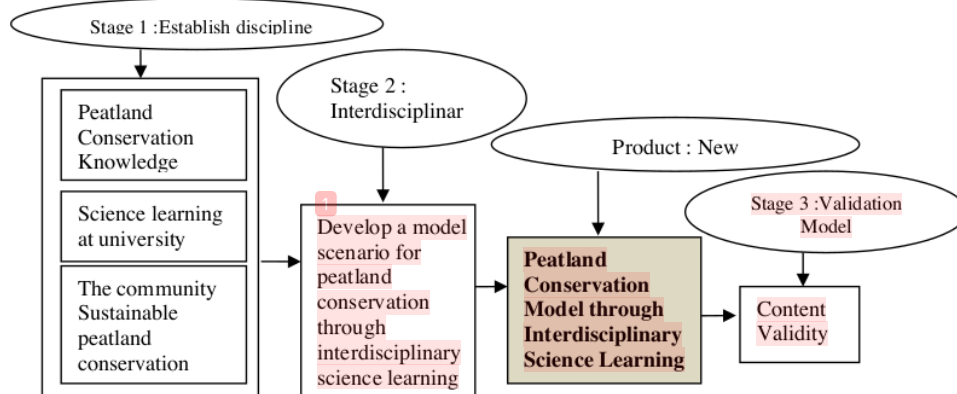 Stage 1 :Establish discipline
Peatland
Conservation
Knowledge
Science learning
at university
The community
Sustainable
peatland
conservation
Stage 2 :
Interdisciplinar
1
Develop a model
scenario for
peatland
conservation
through
interdisciplinary
science learning
Product : New
Peatland
Conservation
Model through
Interdisciplinary
Science Learning
Stage 3 :Validation
Model
Content
Validity